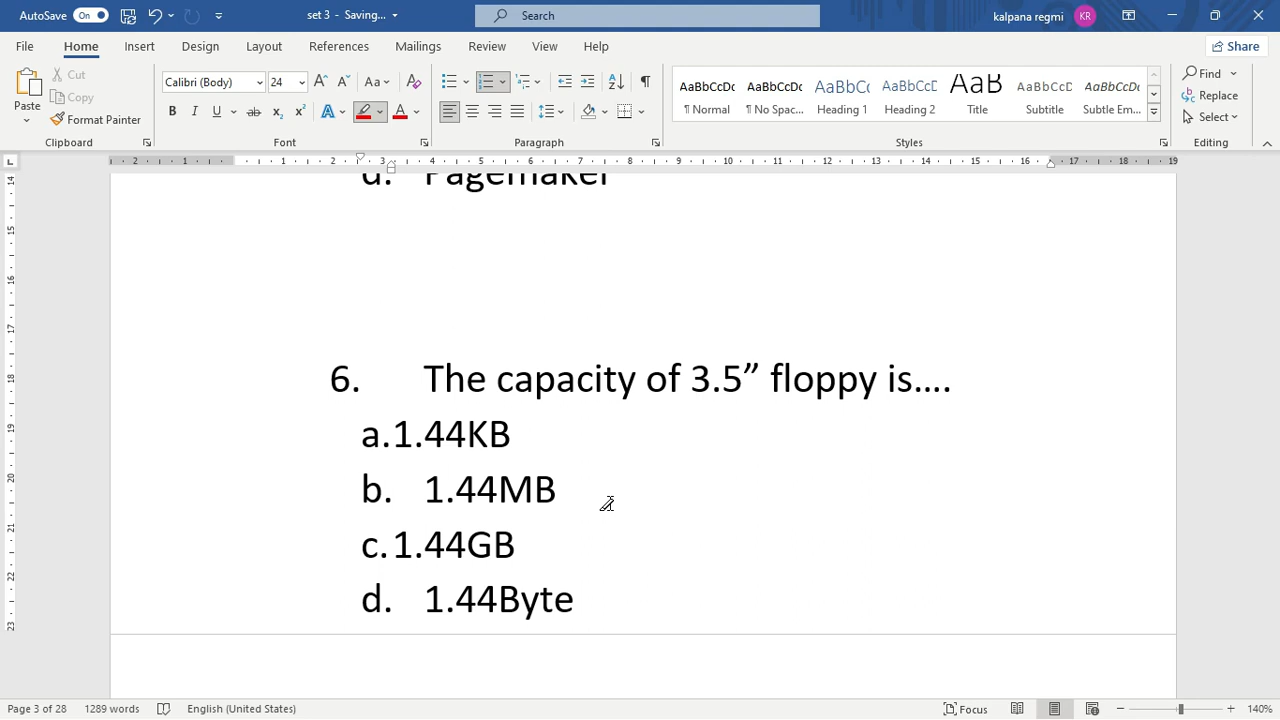 AutoSave On set 3 - Saving... Search kalpana regmi KR
File Home Insert Design Layout References Mailings Review View Help Share
Paste Cut Copy Format Painter Calibri (Body) 24 AaBbCcDc ¶ Normal AaBbCcDc ¶ No Spac... AaBbCc Heading 1 AaBbCcD Heading 2 AaB Title AaBbCcD Subtitle AaBbCcDc Subtle Em... Find Replace Select
Clipboard Font Paragraph Styles Editing
d. Pagemaker
6. The capacity of 3.5” floppy is....
a.1.44KB
b. 1.44MB
c.1.44GB
d. 1.44Byte
Page 3 of 28 1289 words English (United States) Focus 140%